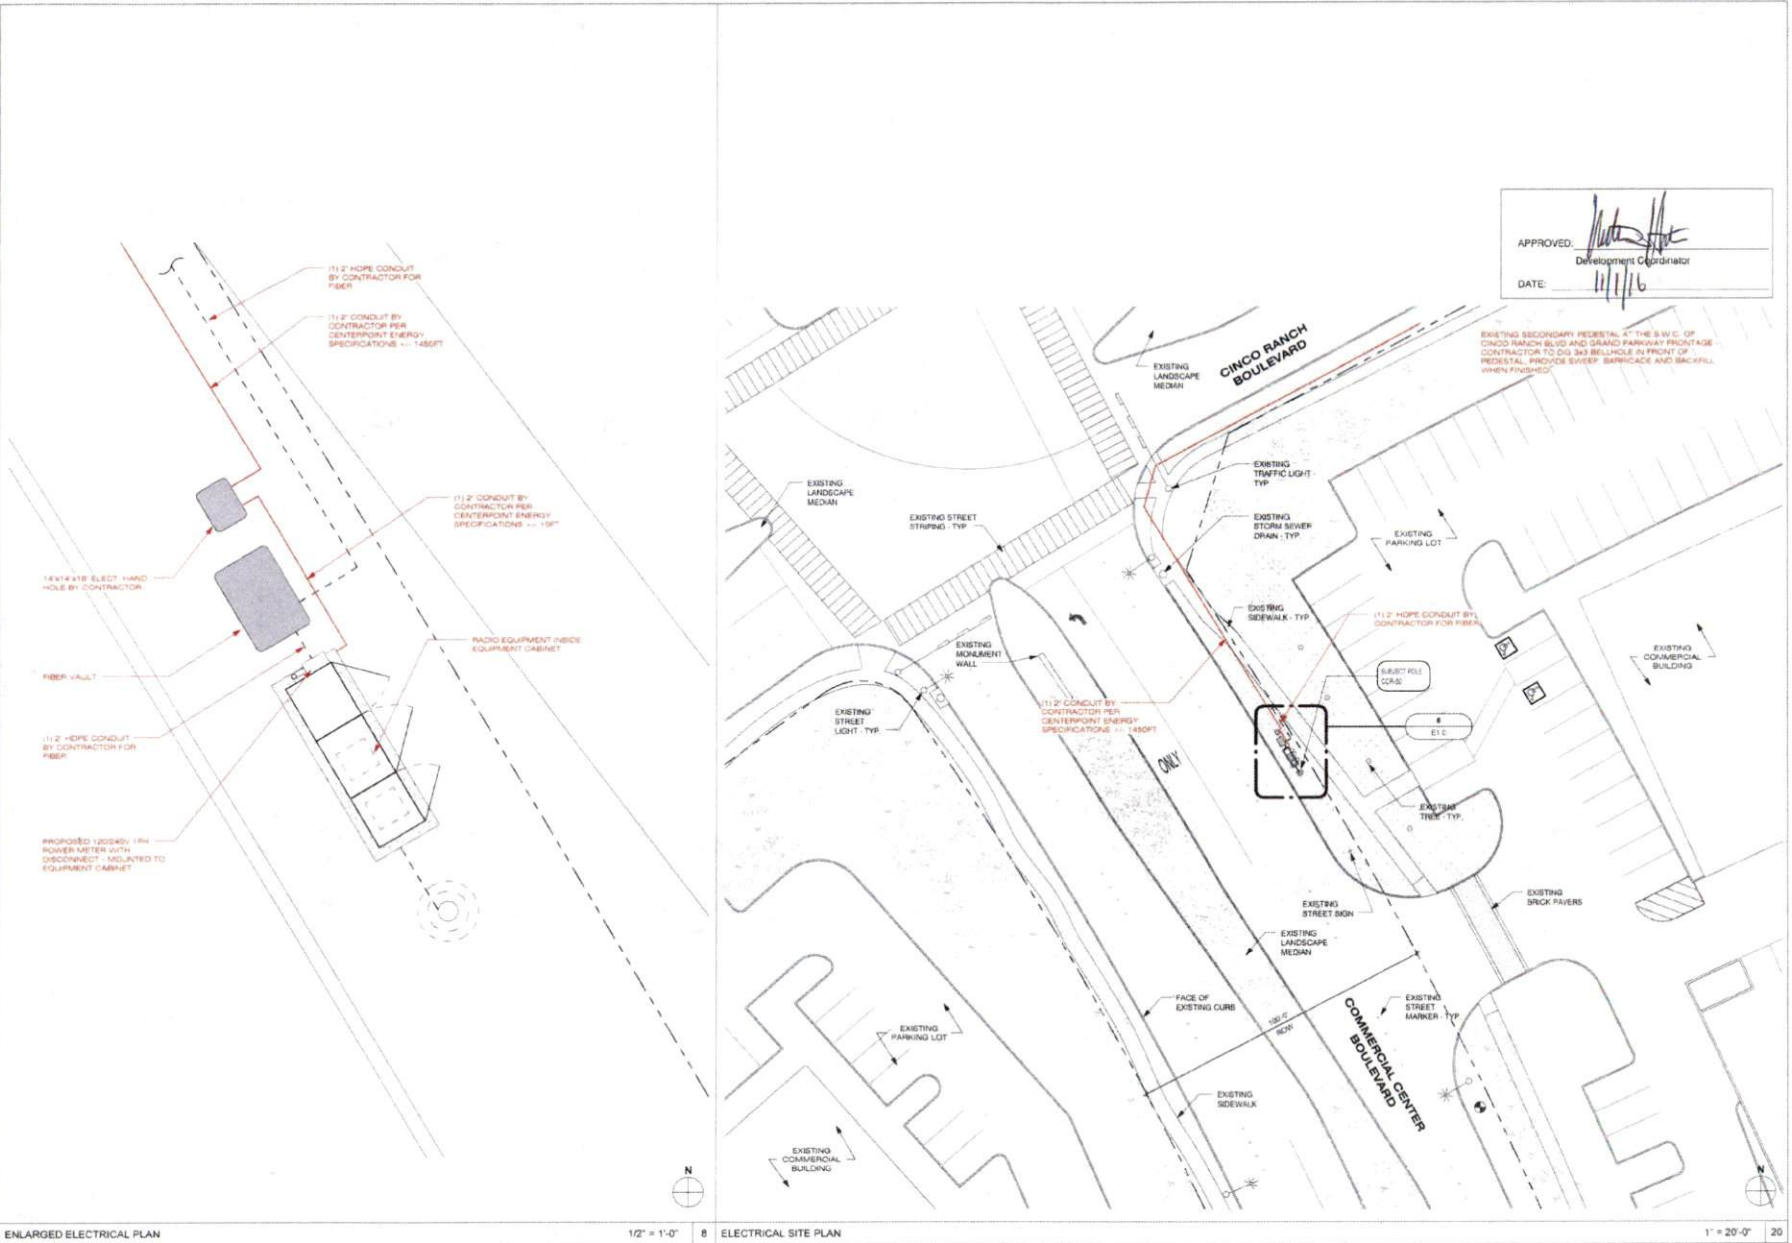 (1) 2" HDPE CONDUIT
BY CONTRACTOR FOR
FIBER
(1) 2" CONDUIT BY
CONTRACTOR PER
CENTERPOINT ENERGY
SPECIFICATIONS +/- 1450FT
(1) 2" CONDUIT BY
CONTRACTOR PER
CENTERPOINT ENERGY
SPECIFICATIONS +/- 10FT
14"x14"x18" ELECT. HAND
HOLE BY CONTRACTOR
RADIO EQUIPMENT INSIDE
EQUIPMENT CABINET
FIBER VAULT
(1) 2" HDPE CONDUIT
BY CONTRACTOR FOR
FIBER
PROPOSED 120/240V 1PH
POWER METER WITH
DISCONNECT - MOUNTED TO
EQUIPMENT CABINET
N
ENLARGED ELECTRICAL PLAN
1/2" = 1'-0"
8
APPROVED:
Development Coordinator
DATE: 11/1/16
EXISTING SECONDARY PEDESTAL AT THE S.W.C. OF
CINCO RANCH BLVD AND GRAND PARKWAY FRONTAGE -
CONTRACTOR TO DIG 3x3 BELLHOLE IN FRONT OF
PEDESTAL, PROVIDE SWEEP, BARRICADE AND BACKFILL
WHEN FINISHED
CINCO RANCH
BOULEVARD
EXISTING
LANDSCAPE
MEDIAN
EXISTING
LANDSCAPE
MEDIAN
EXISTING STREET
STRIPING - TYP
EXISTING
TRAFFIC LIGHT -
TYP
EXISTING
STORM SEWER
DRAIN - TYP
EXISTING
PARKING LOT
EXISTING
SIDEWALK - TYP
(1) 2" HDPE CONDUIT BY
CONTRACTOR FOR FIBER
EXISTING
MONUMENT
WALL
EXISTING
COMMERCIAL
BUILDING
SUBJECT POLE
CCR-50
EXISTING
STREET
LIGHT - TYP.
(1) 2" CONDUIT BY
CONTRACTOR PER
CENTERPOINT ENERGY
SPECIFICATIONS +/- 1450FT
8
E1.0
ONLY
EXISTING
TREE - TYP.
EXISTING
BRICK PAVERS
EXISTING
STREET SIGN
EXISTING
LANDSCAPE
MEDIAN
FACE OF
EXISTING CURB
100'-0"
ROW
EXISTING
STREET
MARKER - TYP
COMMERCIAL CENTER
BOULEVARD
EXISTING
PARKING LOT
EXISTING
SIDEWALK
EXISTING
COMMERCIAL
BUILDING
N
ELECTRICAL SITE PLAN
1" = 20'-0"
20